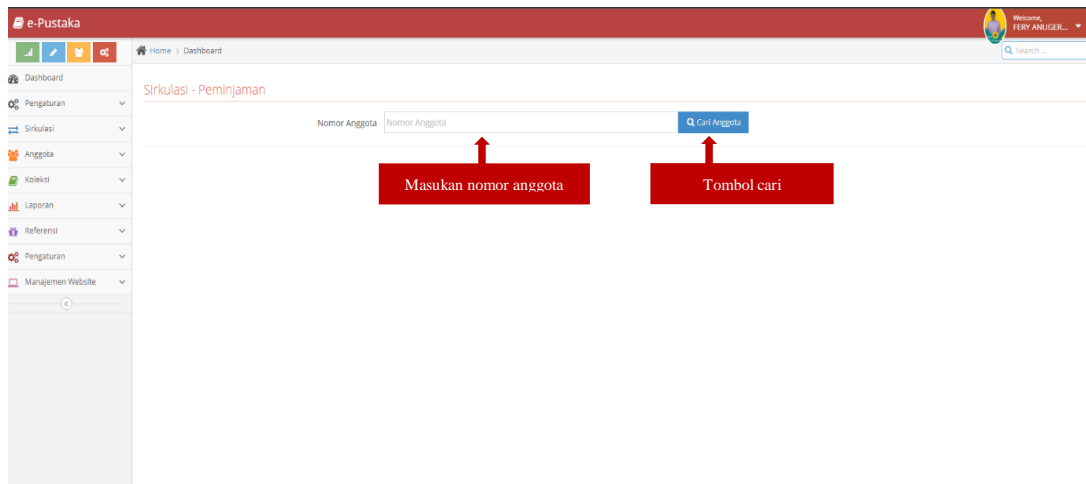 e-Pustaka
Welcome,
FERY ANUGER...
Home > Dashboard
Search ...
Dashboard
Pengaturan
Sirkulasi
Anggota
Koleksi
Laporan
Referensi
Pengaturan
Manajemen Website
Sirkulasi - Peminjaman
Nomor Anggota Nomor Anggota Cari Anggota
Masukan nomor anggota
Tombol cari